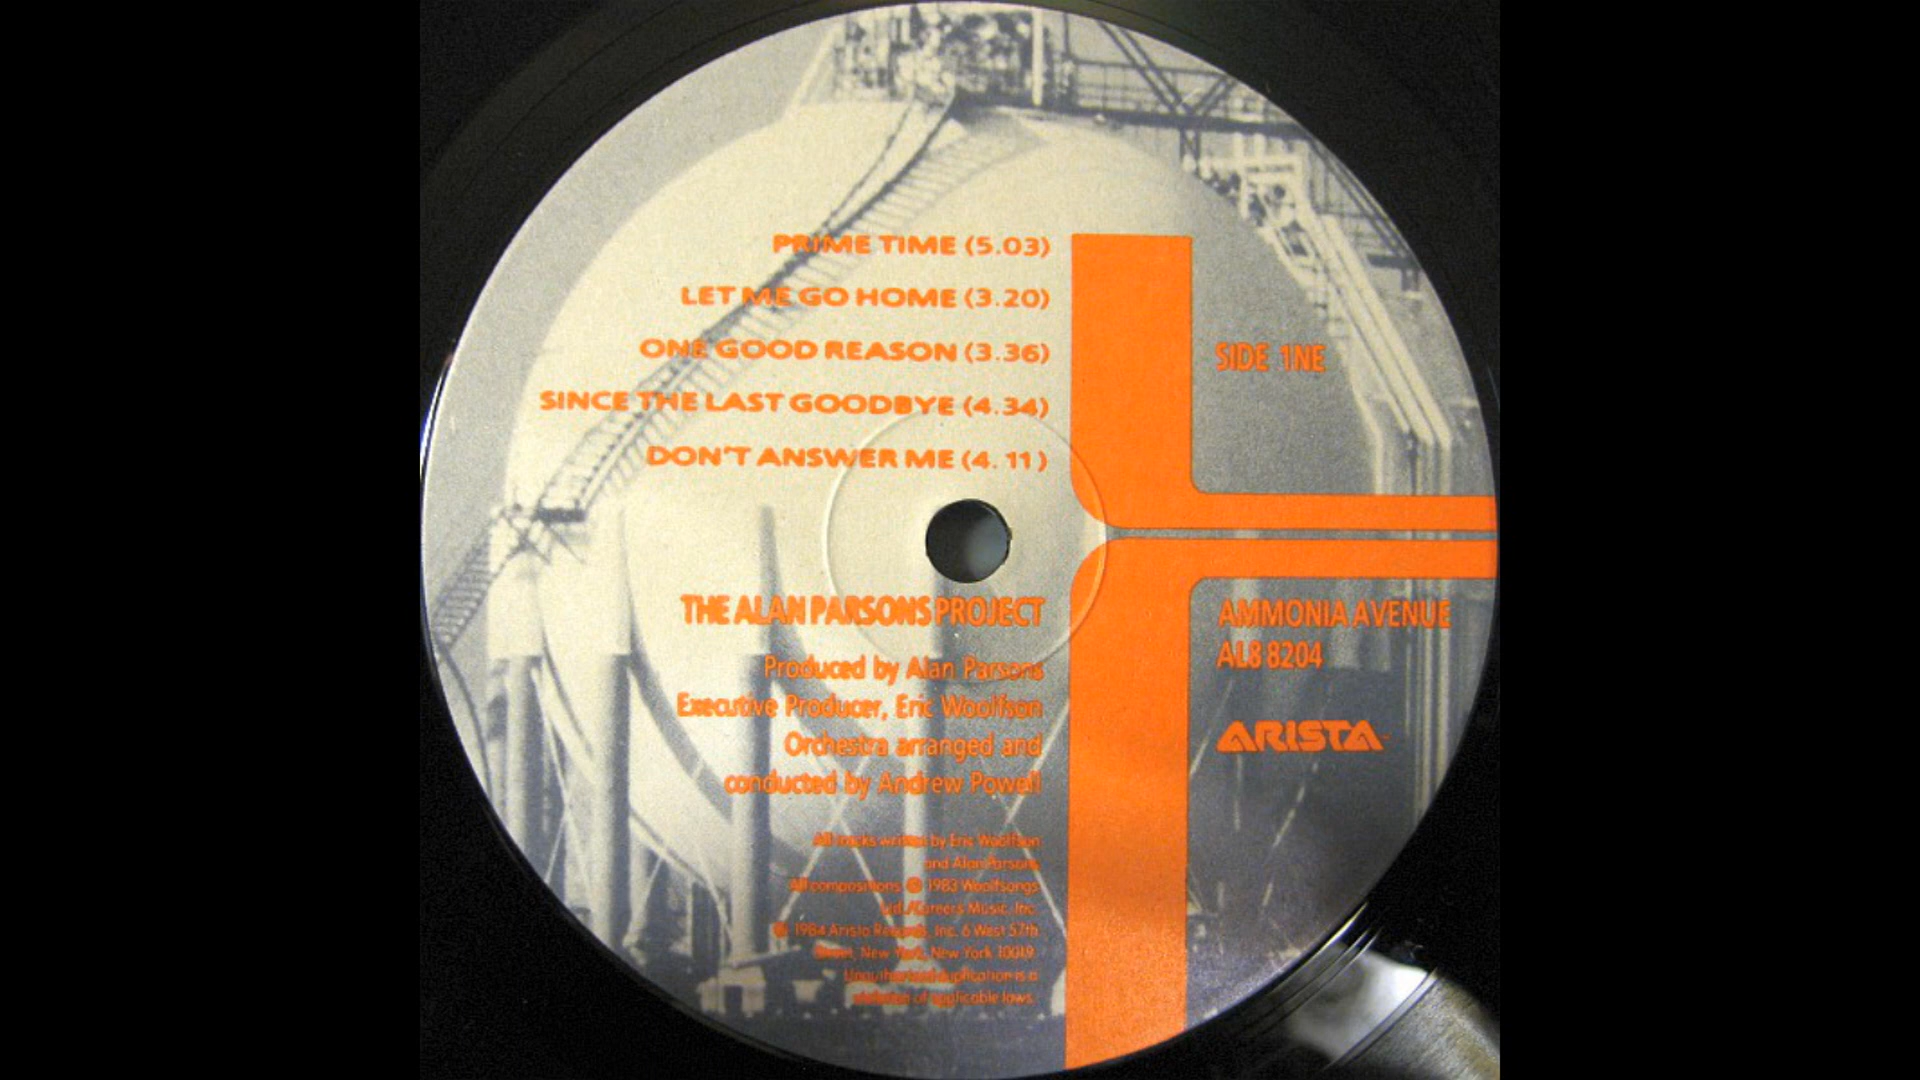 PRIME TIME (5.03)
LET ME GO HOME (3.20)
ONE GOOD REASON (3.36)
SINCE THE LAST GOODBYE (4.34)
DON'T ANSWER ME (4.11)
SIDE 1NE
THE ALAN PARSONS PROJECT
Produced by Alan Parsons
Executive Producer, Eric Woolfson
Orchestra arranged and
conducted by Andrew Powell
AMMONIA AVENUE
AL8 8204
ARISTA
All tracks written by Eric Woolfson
and Alan Parsons
All compositions © 1983 Woolfsongs
Ltd./Careers Music, Inc.
℗ 1984 Arista Records, Inc. 6 West 57th
Street, New York, New York 10019.
Unauthorized duplication is a
violation of applicable laws.